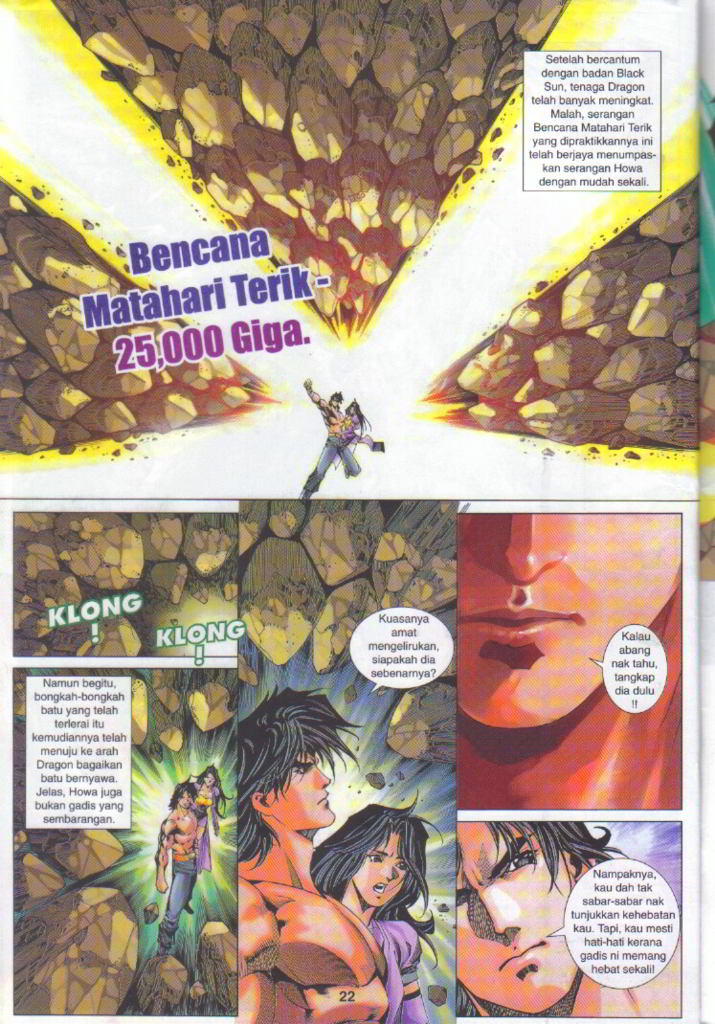 Setelah bercantum
dengan badan Black
Sun, tenaga Dragon
telah banyak meningkat.
Malah, serangan
Bencana Matahari Terik
yang dipraktikkannya ini
telah berjaya menumpas-
kan serangan Howa
dengan mudah sekali.
Bencana
Matahari Terik -
25,000 Giga.
KLONG
!
KLONG
!
Namun begitu,
bongkah-bongkah
batu yang telah
terlerai itu
kemudiannya telah
menuju ke arah
Dragon bagaikan
batu bernyawa.
Jelas, Howa juga
bukan gadis yang
sembarangan.
Kuasanya
amat
mengelirukan,
siapakah dia
sebenarnya?
Kalau
abang
nak tahu,
tangkap
dia dulu
!!
Nampaknya,
kau dah tak
sabar-sabar nak
tunjukkan kehebatan
kau. Tapi, kau mesti
hati-hati kerana
gadis ni memang
hebat sekali!
22